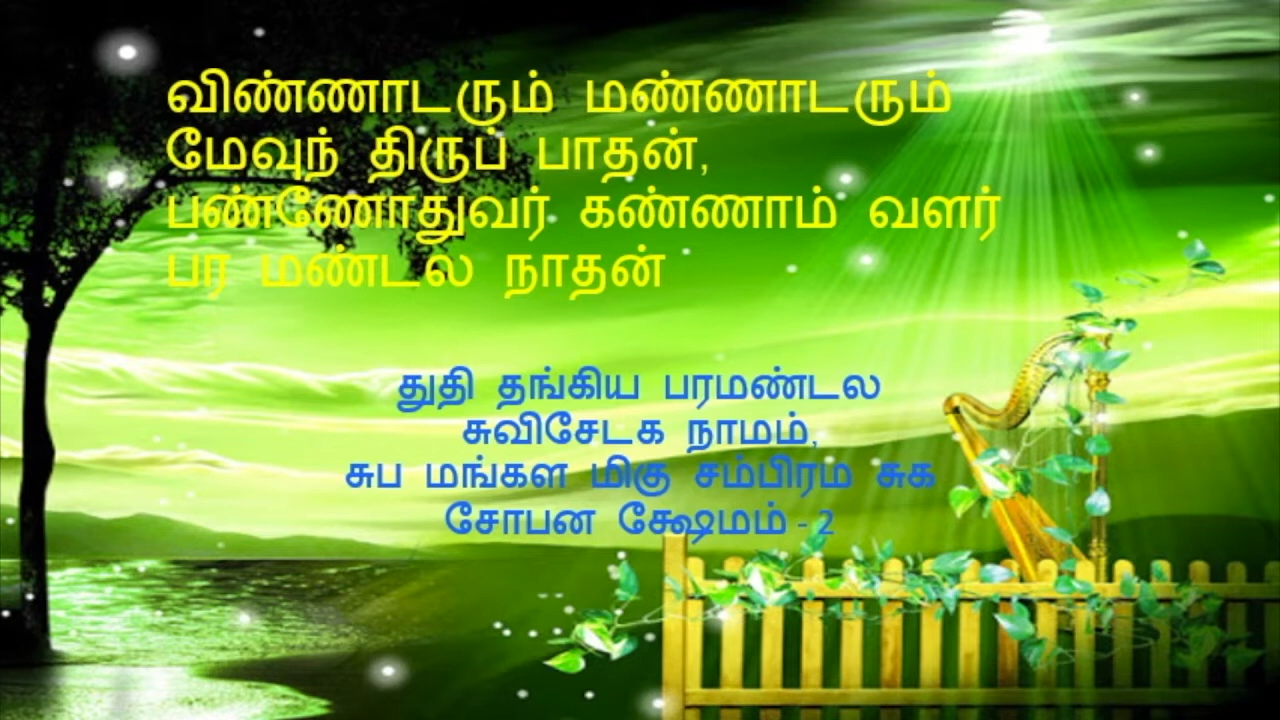 விண்ணாடரும் மண்ணாடரும்
மேவுந் திருப் பாதன்,
பண்ணோதுவர் கண்ணாம் வளர்
பர மண்டல நாதன்
துதி தங்கிய பரமண்டல
சுவிசேடக நாமம்,
சுப மங்கள மிகு சம்பிரம சுக
சோபன க்ஷேமம் - 2